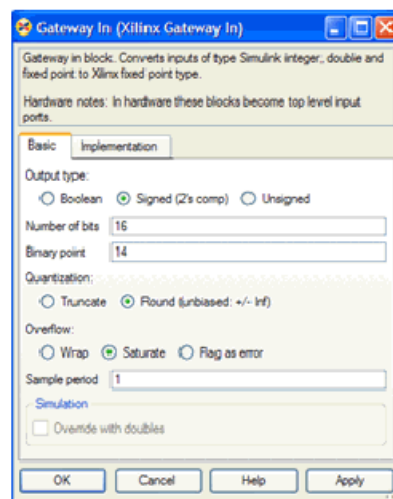 Gateway In (Xilinx Gateway In)
Gateway in block. Converts inputs of type Simulink integer, double and
fixed point to Xilinx fixed point type.
Hardware notes: In hardware these blocks become top level input
ports.
Basic Implementation
Output type:
Boolean Signed (2's comp) Unsigned
Number of bits 16
Binary point 14
Quantization:
Truncate Round (unbiased: +/- Inf)
Overflow:
Wrap Saturate Flag as error
Sample period 1
Simulation
Override with doubles
OK Cancel Help Apply